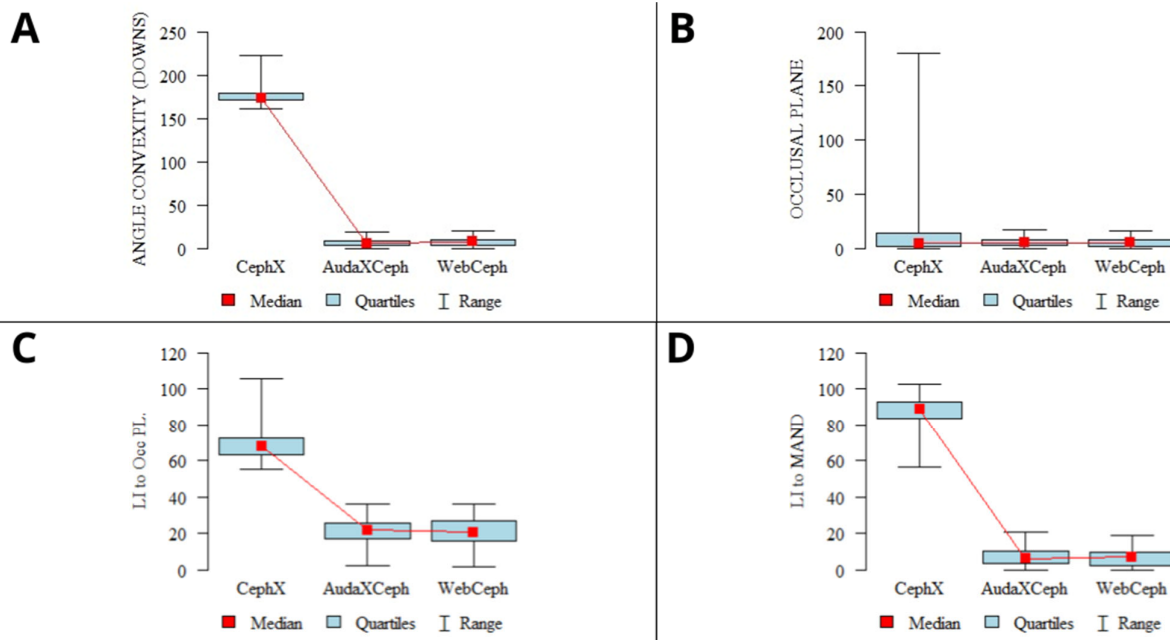 A
ANGLE CONVEXITY (DOWNS)
250
200
150
100
50
0
CephX AudaXCeph WebCeph
Median Quartiles Range
B
OCCLUSAL PLANE
200
150
100
50
0
CephX AudaXCeph WebCeph
Median Quartiles Range
C
LI to Occ PL.
120
100
80
60
40
20
0
CephX AudaXCeph WebCeph
Median Quartiles Range
D
LI to MAND
120
100
80
60
40
20
0
CephX AudaXCeph WebCeph
Median Quartiles Range